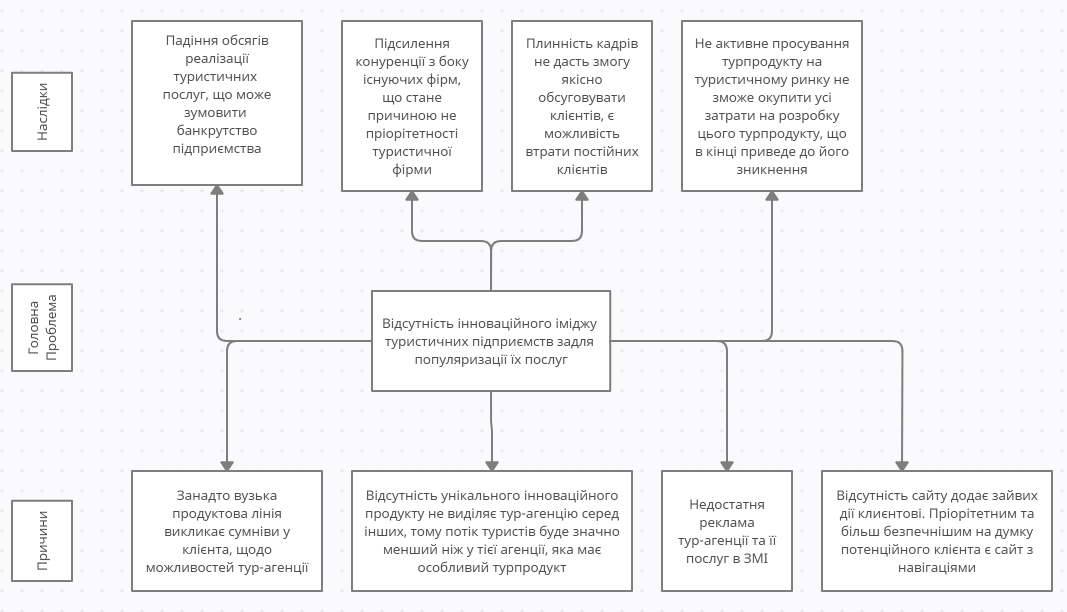 Наслідки
Падіння обсягів
реалізації
туристичних
послуг, що може
зумовити
банкрутство
підприємства
Підсилення
конуренції з боку
існуючих фірм,
що стане
причиною не
пріорітетності
туристичної
фірми
Плинність кадрів
не дасть змогу
якісно
обсуговувати
клієнтів, є
можливість
втрати постійних
клієнтів
Не активне просування
турпродукту на
туристичному ринку не
зможе окупити усі
затрати на розробку
цього турпродукту, що
в кінці приведе до його
зникнення
Головна
Проблема
Відсутність інноваційного іміджу
туристичних підприємств задля
популяризації їх послуг
Причини
Занадто вузька
продуктова лінія
викликає сумніви у
клієнта, щодо
можливостей тур-агенції
Відсутність унікального інноваційного
продукту не виділяє тур-агенцію серед
інших, тому потік туристів буде значно
менший ніж у тієї агенції, яка має
особливий турпродукт
Недостатня
реклама
тур-агенції та її
послуг в ЗМІ
Відсутність сайту додає зайвих
дії клиєнтові. Пріорітетним та
більш безпечнішим на думку
потенційного клієнта є сайт з
навігаціями